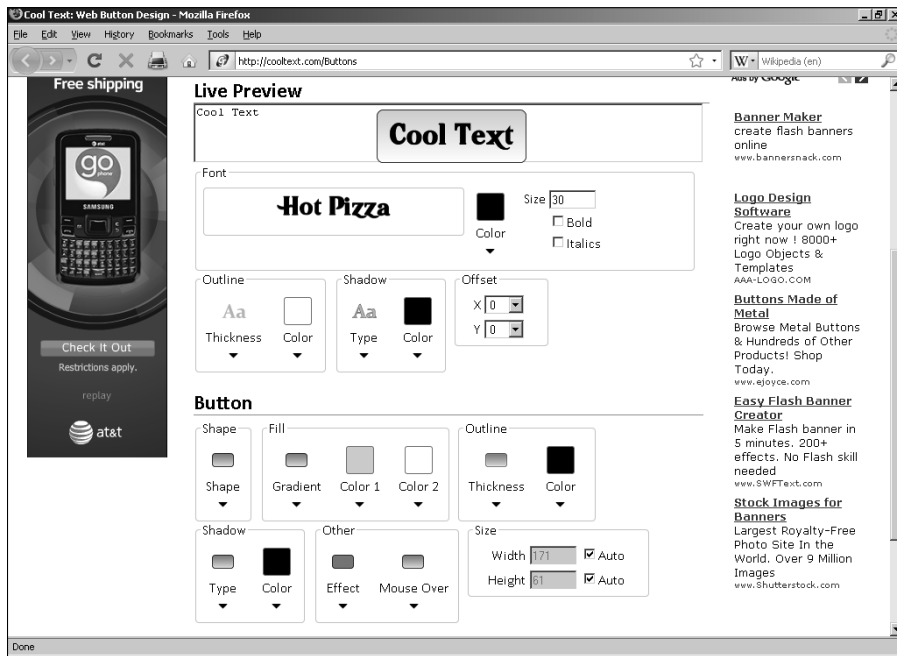 Cool Text: Web Button Design - Mozilla Firefox
File Edit View History Bookmarks Tools Help
http://cooltext.com/Buttons
W Wikipedia (en)
Free shipping
at&t
go
phone
SAMSUNG
Check It Out
Restrictions apply.
replay
at&t
Live Preview
Cool Text
Cool Text
Font
Hot Pizza
Color
Size 30
Bold
Italics
Outline
Aa
Thickness
Color
Shadow
Aa
Type
Color
Offset
X 0
Y 0
Button
Shape
Shape
Fill
Gradient
Color 1
Color 2
Outline
Thickness
Color
Shadow
Type
Color
Other
Effect
Mouse Over
Size
Width 171 Auto
Height 61 Auto
Ads by Google
Banner Maker
create flash banners
online
www.bannersnack.com
Logo Design
Software
Create your own logo
right now ! 8000+
Logo Objects &
Templates
AAA-LOGO.COM
Buttons Made of
Metal
Browse Metal Buttons
& Hundreds of Other
Products! Shop
Today.
www.ejoyce.com
Easy Flash Banner
Creator
Make Flash banner in
5 minutes. 200+
effects. No Flash skill
needed
www.SWFText.com
Stock Images for
Banners
Largest Royalty-Free
Photo Site In the
World. Over 9 Million
Images
www.Shutterstock.com
Done